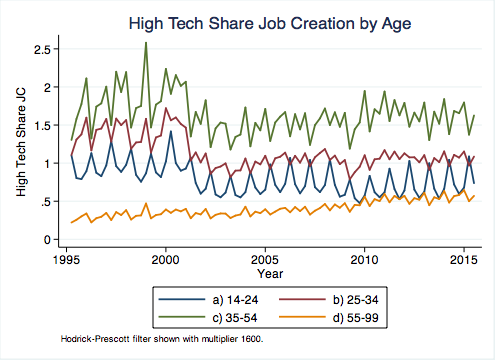 High Tech Share Job Creation by Age
High Tech Share JC
2.5
2
1.5
1
.5
0
1995 2000 2005 2010 2015
Year
a) 14-24 b) 25-34
c) 35-54 d) 55-99
Hodrick-Prescott filter shown with multiplier 1600.